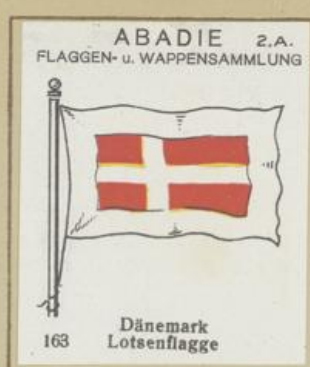 ABADIE 2.A.
FLAGGEN- u. WAPPENSAMMLUNG
163 Dänemark
Lotsenflagge